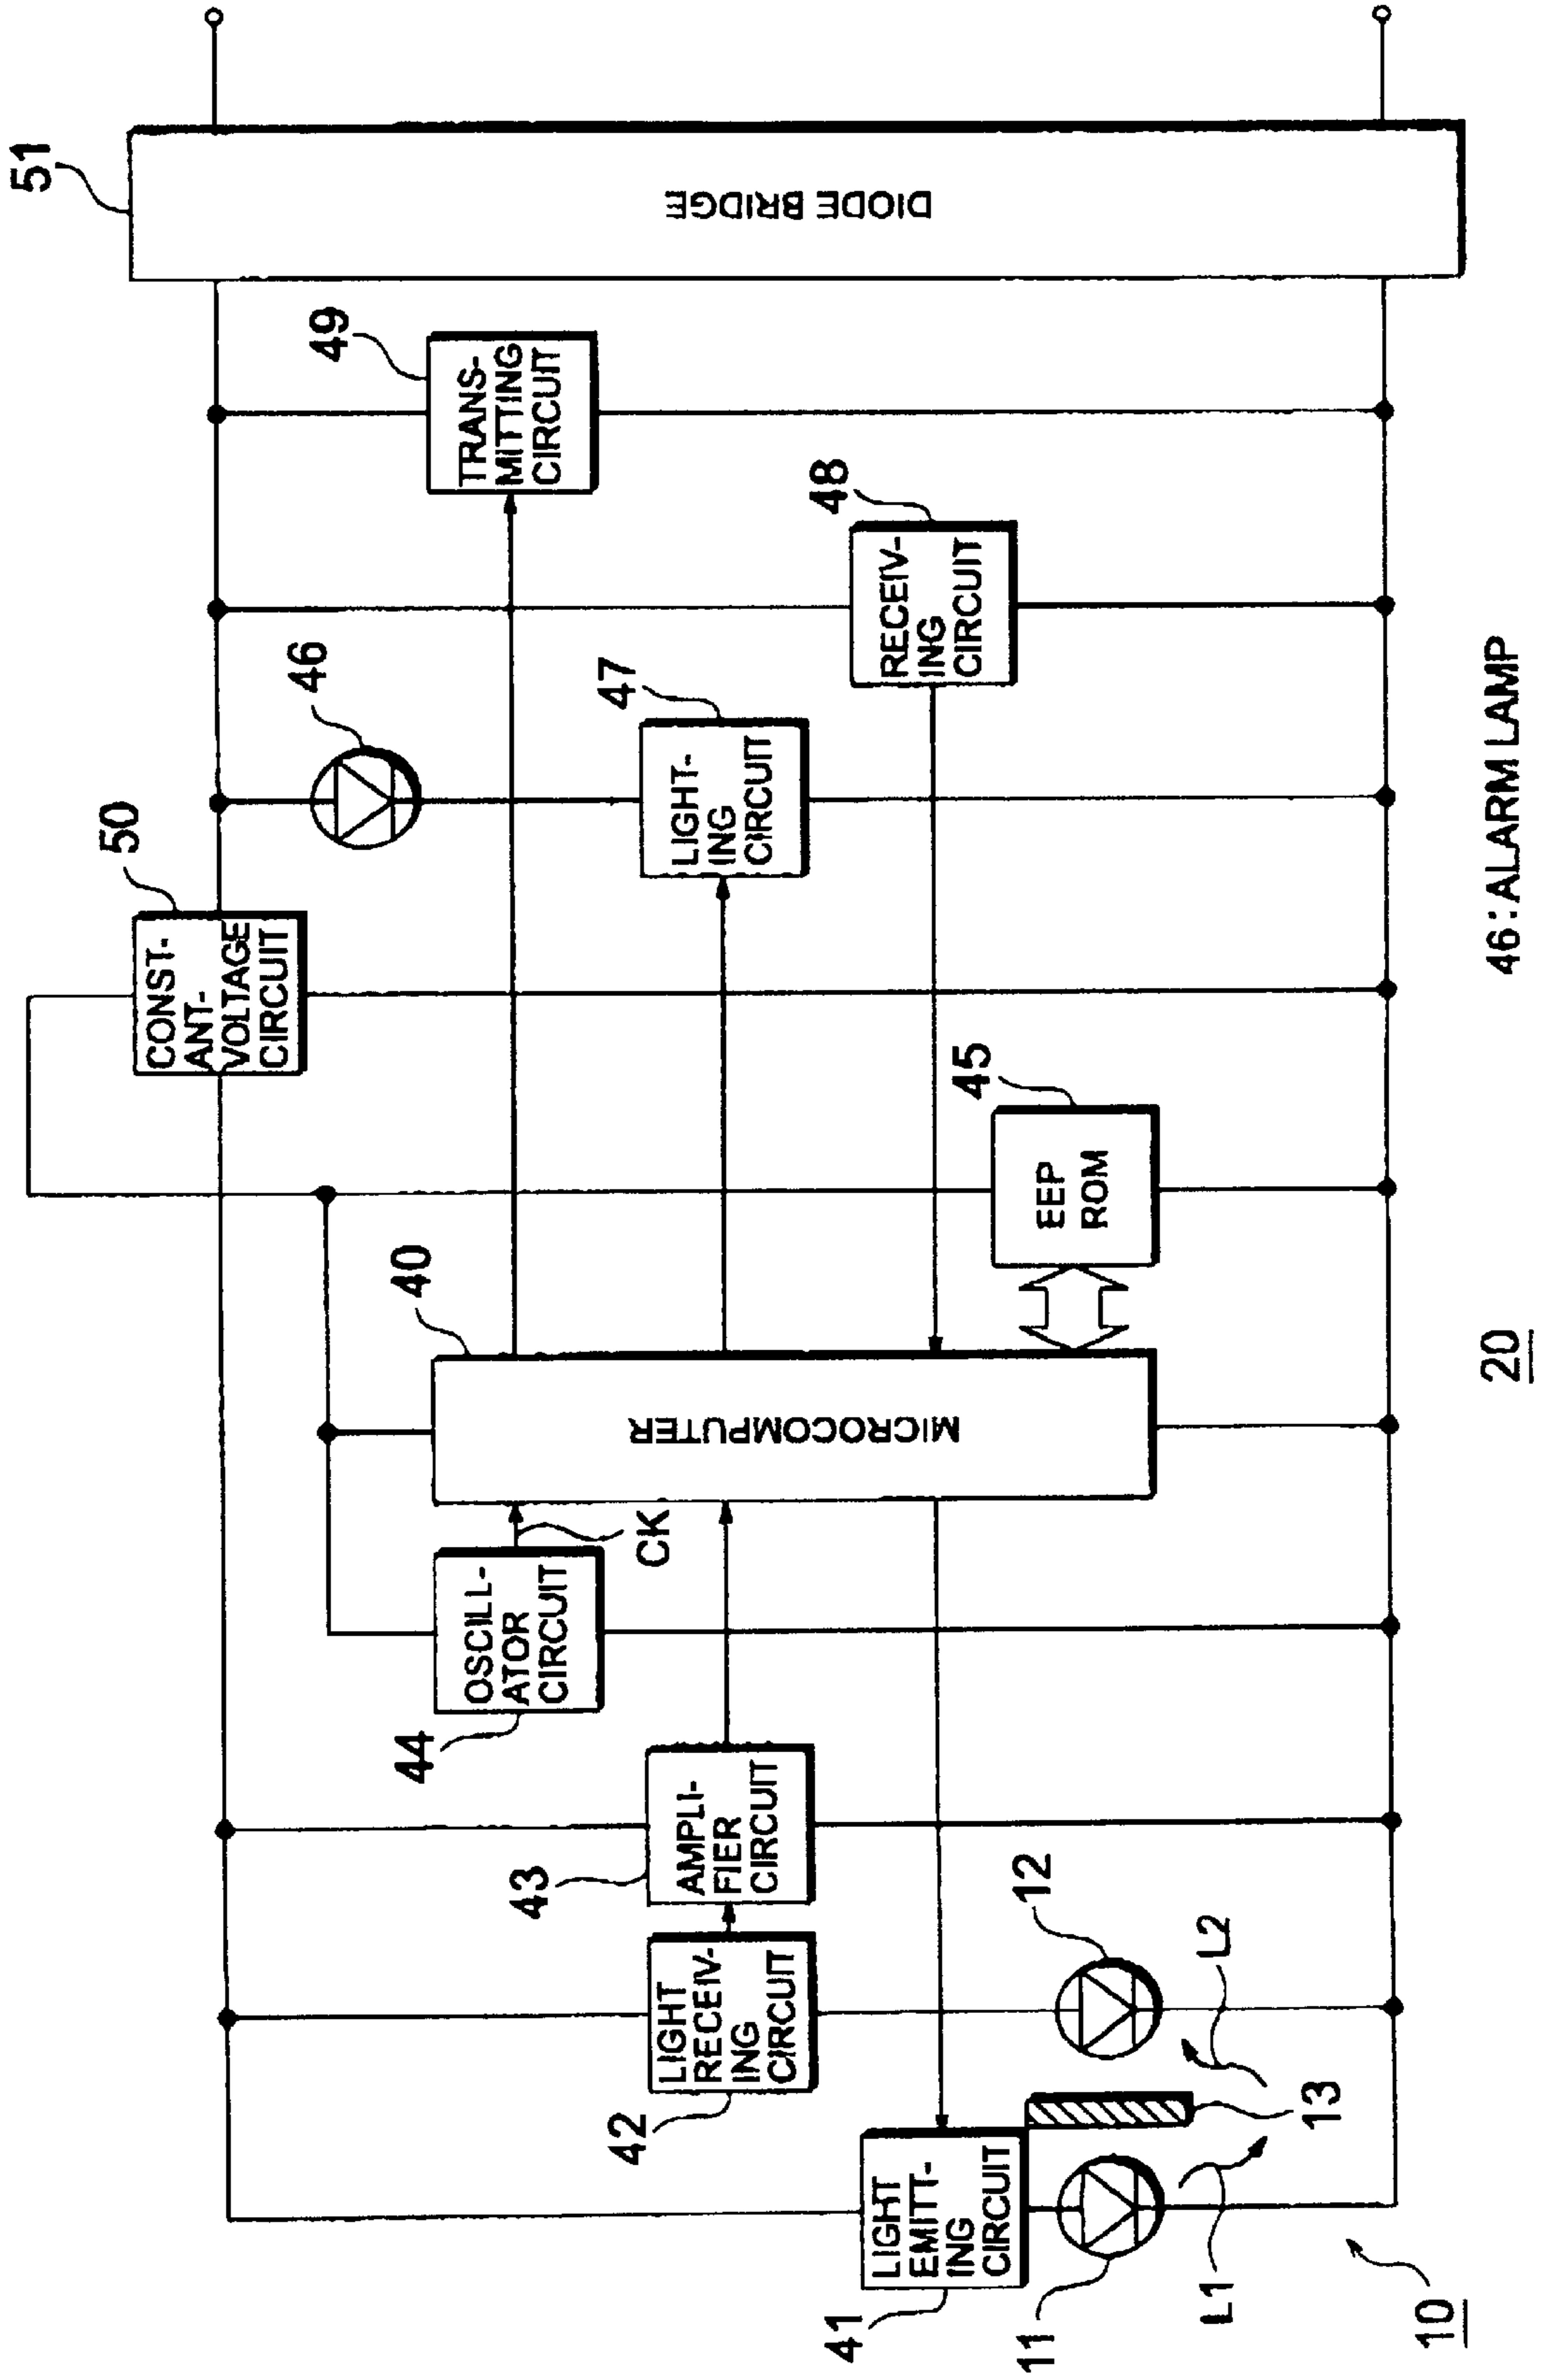 51
DIODE BRIDGE
49
TRANS-
MITTING
CIRCUIT
48
RECEIV-
ING
CIRCUIT
46
47
LIGHT-
ING
CIRCUIT
50
CONST-
ANT-
VOLTAGE
CIRCUIT
45
EEP
ROM
40
MICROCOMPUTER
CK
44
OSCILL-
ATOR
CIRCUIT
43
AMPLI-
FIER
CIRCUIT
42
LIGHT
RECEIV-
ING
CIRCUIT
12
L2
13
41
LIGHT
EMITT-
ING
CIRCUIT
11
L1
10
20
46 : ALARM LAMP